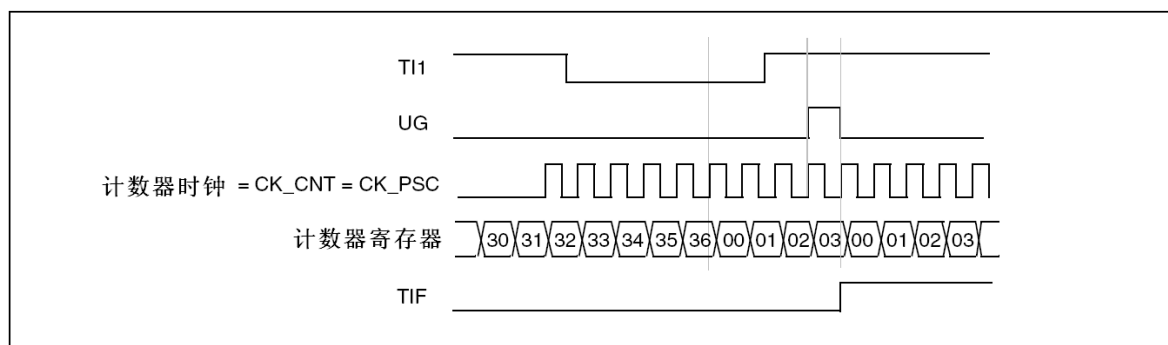 TI1
UG
计数器时钟 = CK_CNT = CK_PSC
计数器寄存器 30 31 32 33 34 35 36 00 01 02 03 00 01 02 03
TIF